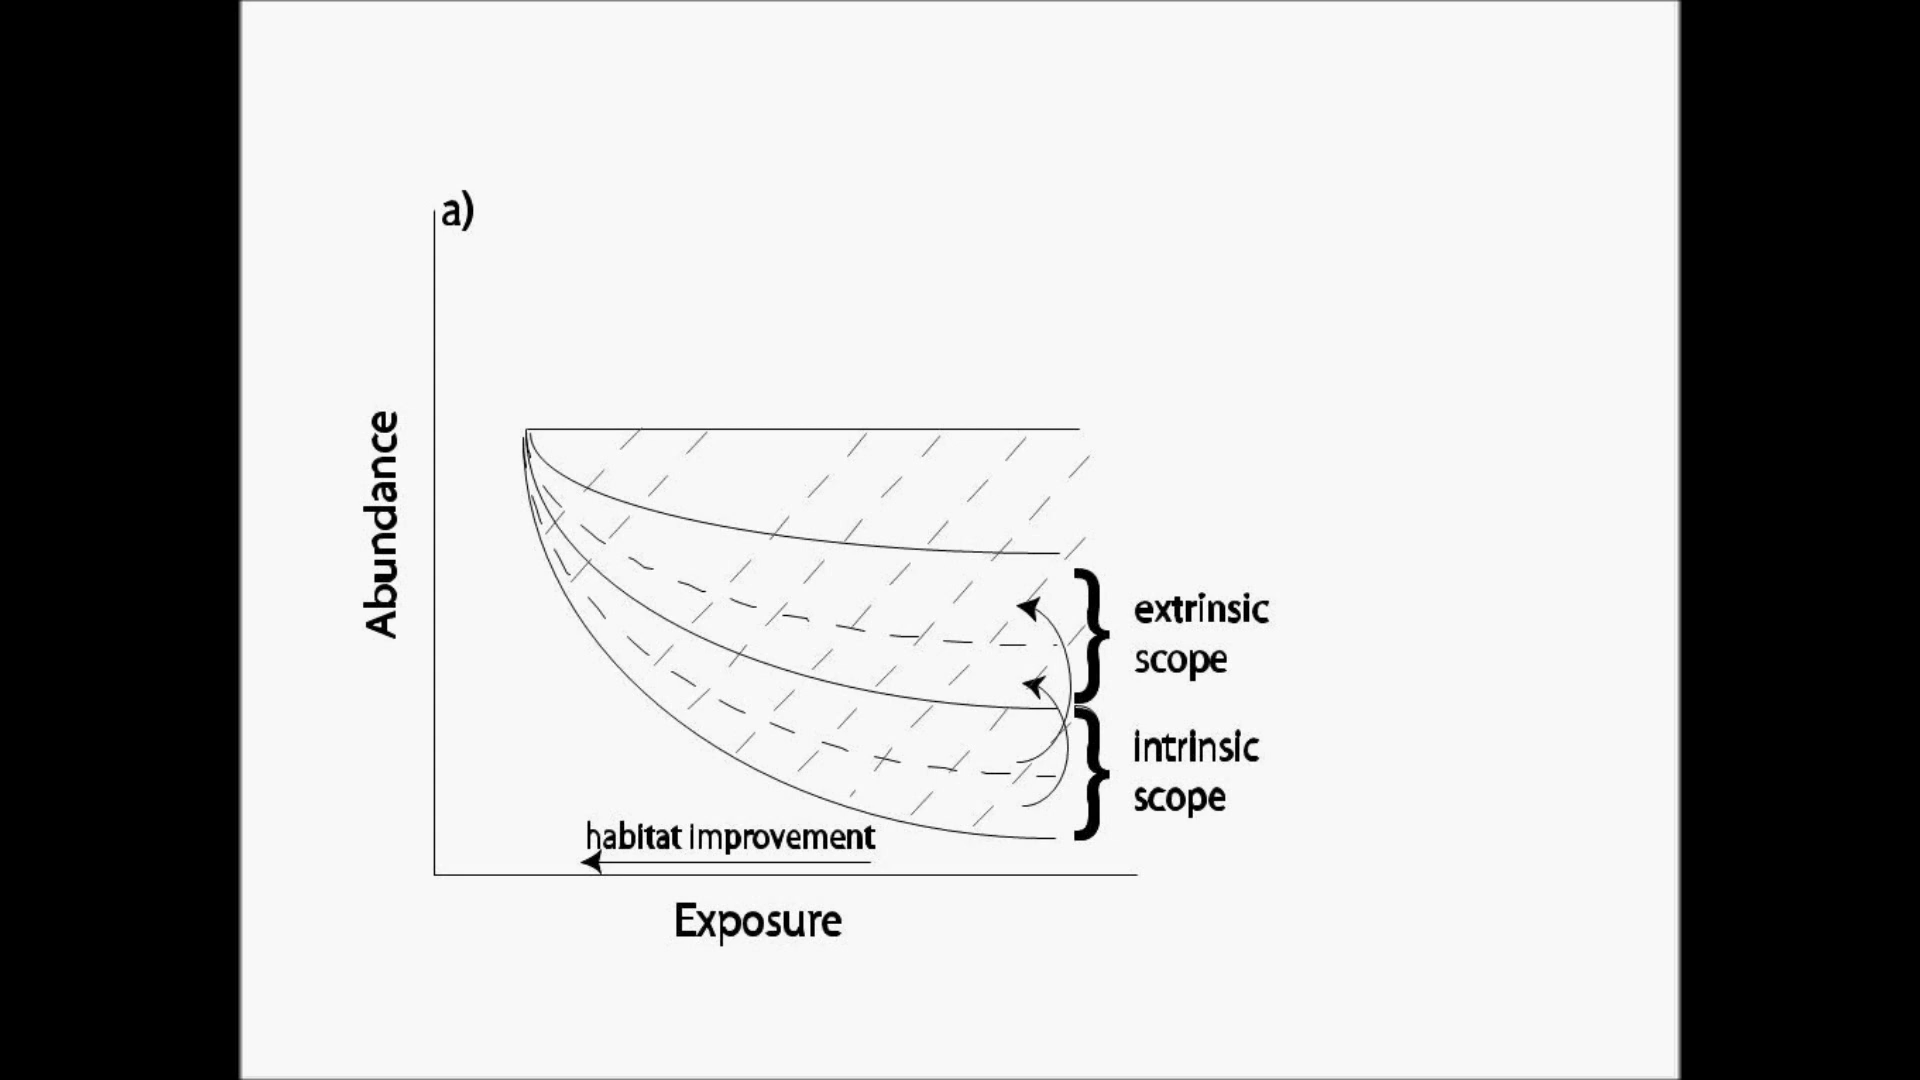 a)
Abundance
extrinsic
scope
intrinsic
scope
habitat improvement
Exposure